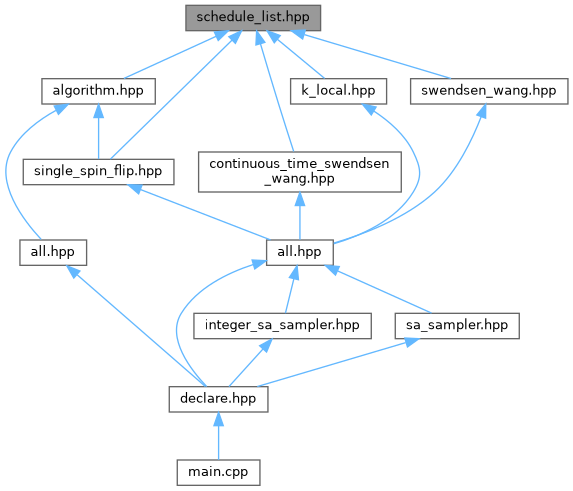 schedule_list.hpp
algorithm.hpp
k_local.hpp
swendsen_wang.hpp
single_spin_flip.hpp
continuous_time_swendsen
_wang.hpp
all.hpp
all.hpp
integer_sa_sampler.hpp
sa_sampler.hpp
declare.hpp
main.cpp